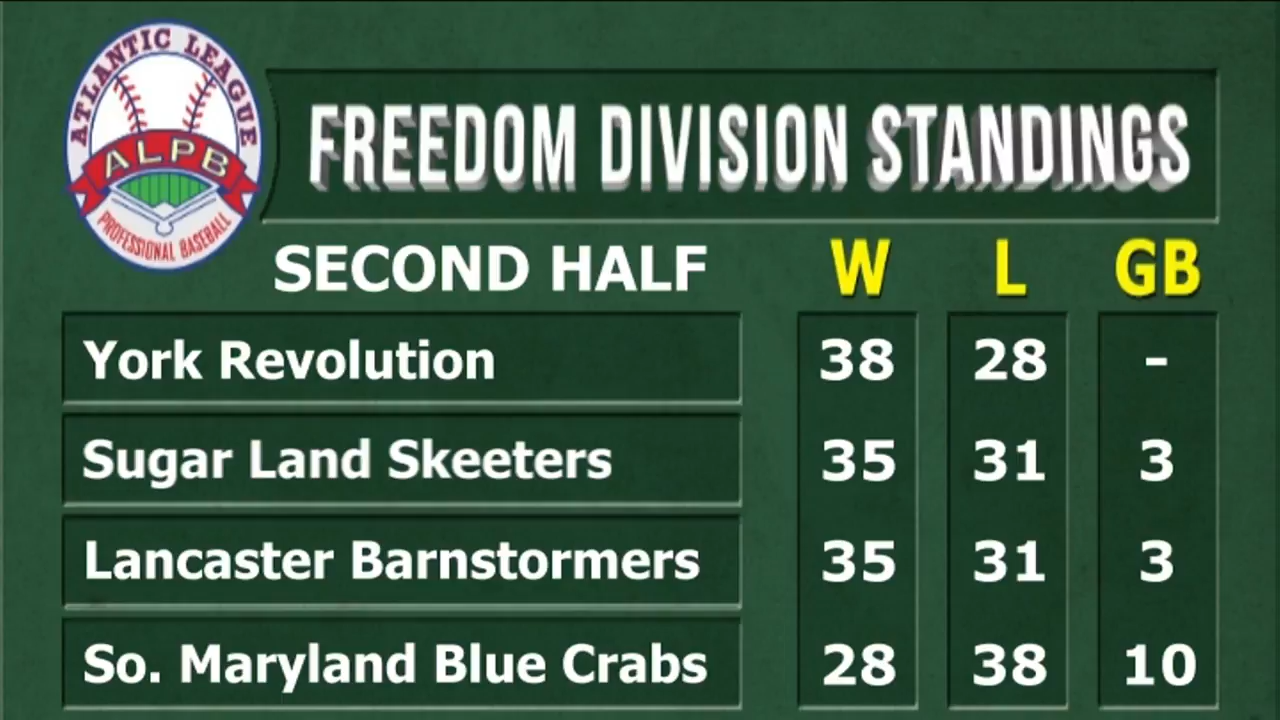 ATLANTIC LEAGUE
ALPB
PROFESSIONAL BASEBALL
FREEDOM DIVISION STANDINGS
SECOND HALF W L GB
York Revolution 38 28 -
Sugar Land Skeeters 35 31 3
Lancaster Barnstormers 35 31 3
So. Maryland Blue Crabs 28 38 10